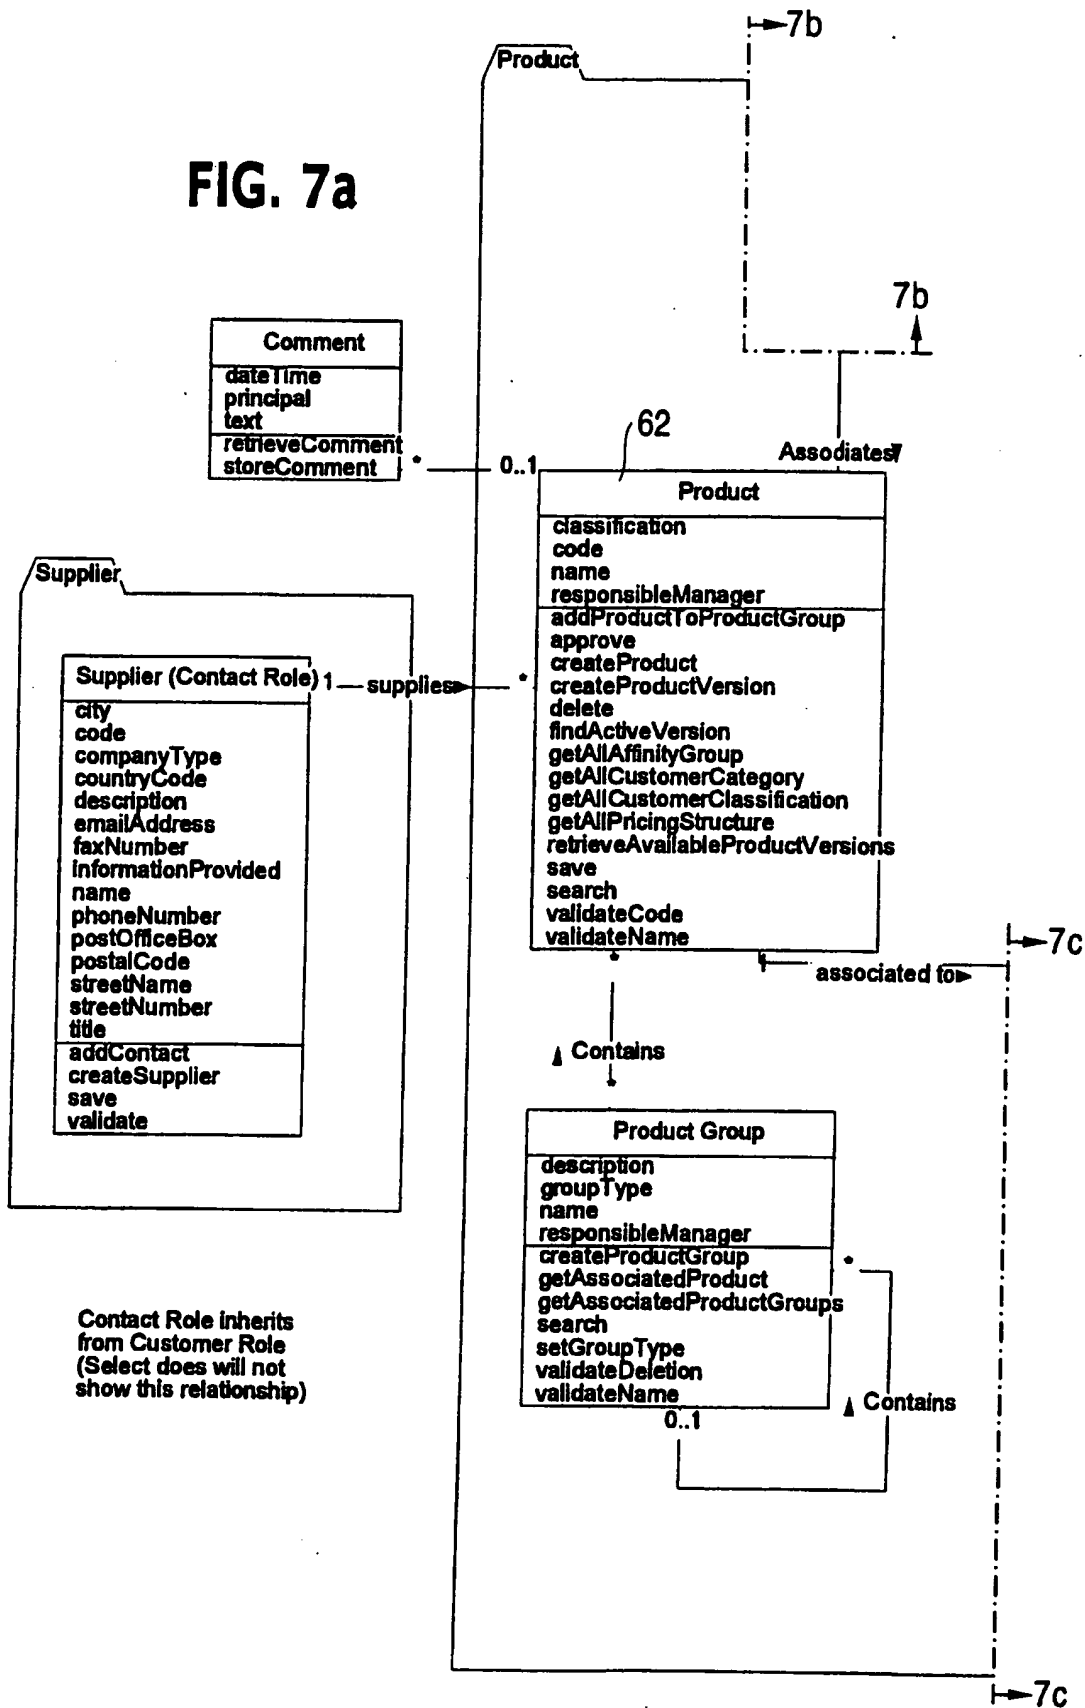 7b
Product
FIG. 7a
7b
Comment
dateTime
principal
text
retrieveComment
storeComment
*
0..1
62
Assodiates
Product
classification
code
name
responsibleManager
addProductToProductGroup
approve
createProduct
createProductVersion
delete
findActiveVersion
getAllAffinityGroup
getAllCustomerCategory
getAllCustomerClassification
getAllPricingStructure
retrieveAvailableProductVersions
save
search
validateCode
validateName
Supplier
Supplier (Contact Role)
1
supplies
*
city
code
companyType
countryCode
description
emailAddress
faxNumber
informationProvided
name
phoneNumber
postOfficeBox
postalCode
streetName
streetNumber
title
addContact
createSupplier
save
validate
7c
*
associated to
Contains
*
Product Group
description
groupType
name
responsibleManager
createProductGroup
getAssociatedProduct
getAssociatedProductGroups
search
setGroupType
validateDeletion
validateName
*
0..1
Contains
Contact Role inherits
from Customer Role
(Select does will not
show this relationship)
7c